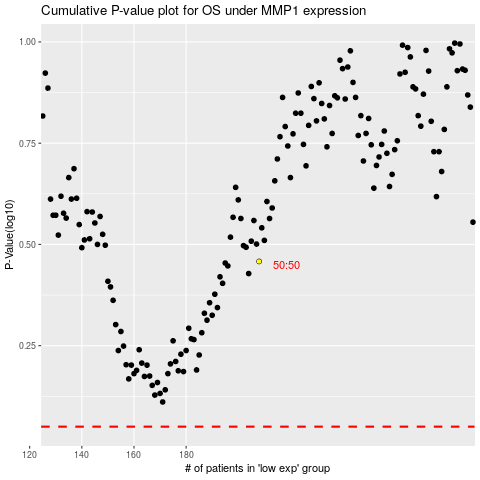 Cumulative P-value plot for OS under MMP1 expression
1.00
0.75
0.50
0.25
P-Value(log10)
50:50
120 140 160 180
# of patients in 'low exp' group